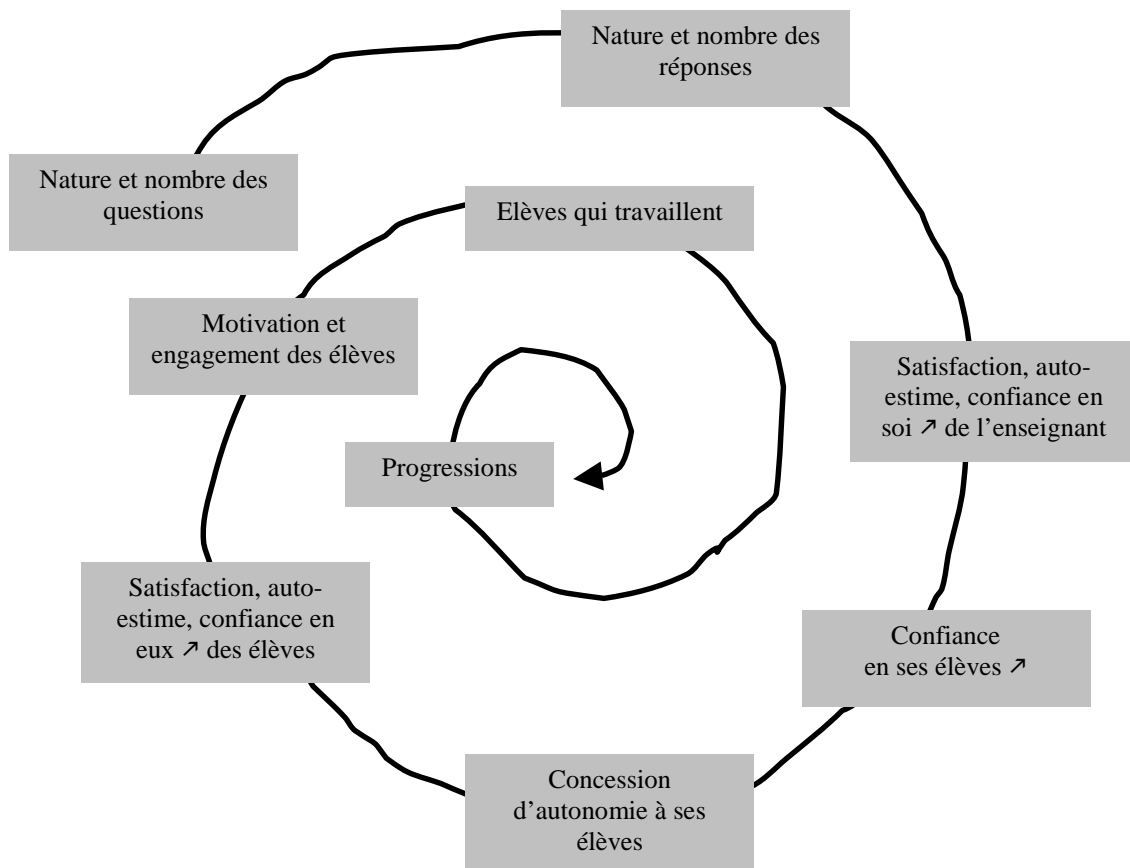 Nature et nombre des
réponses
Nature et nombre des
questions
Elèves qui travaillent
Motivation et
engagement des élèves
Satisfaction, auto-
estime, confiance en
soi ↗ de l’enseignant
Progressions
Satisfaction, auto-
estime, confiance en
eux ↗ des élèves
Confiance
en ses élèves ↗
Concession
d’autonomie à ses
élèves